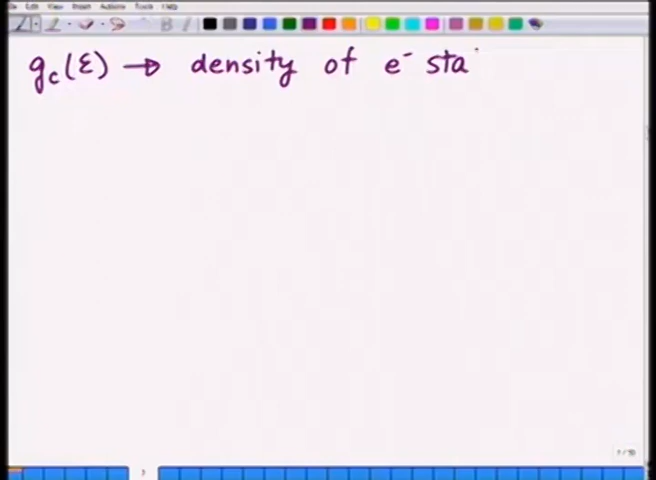 g_c(ε) → density of e⁻ sta